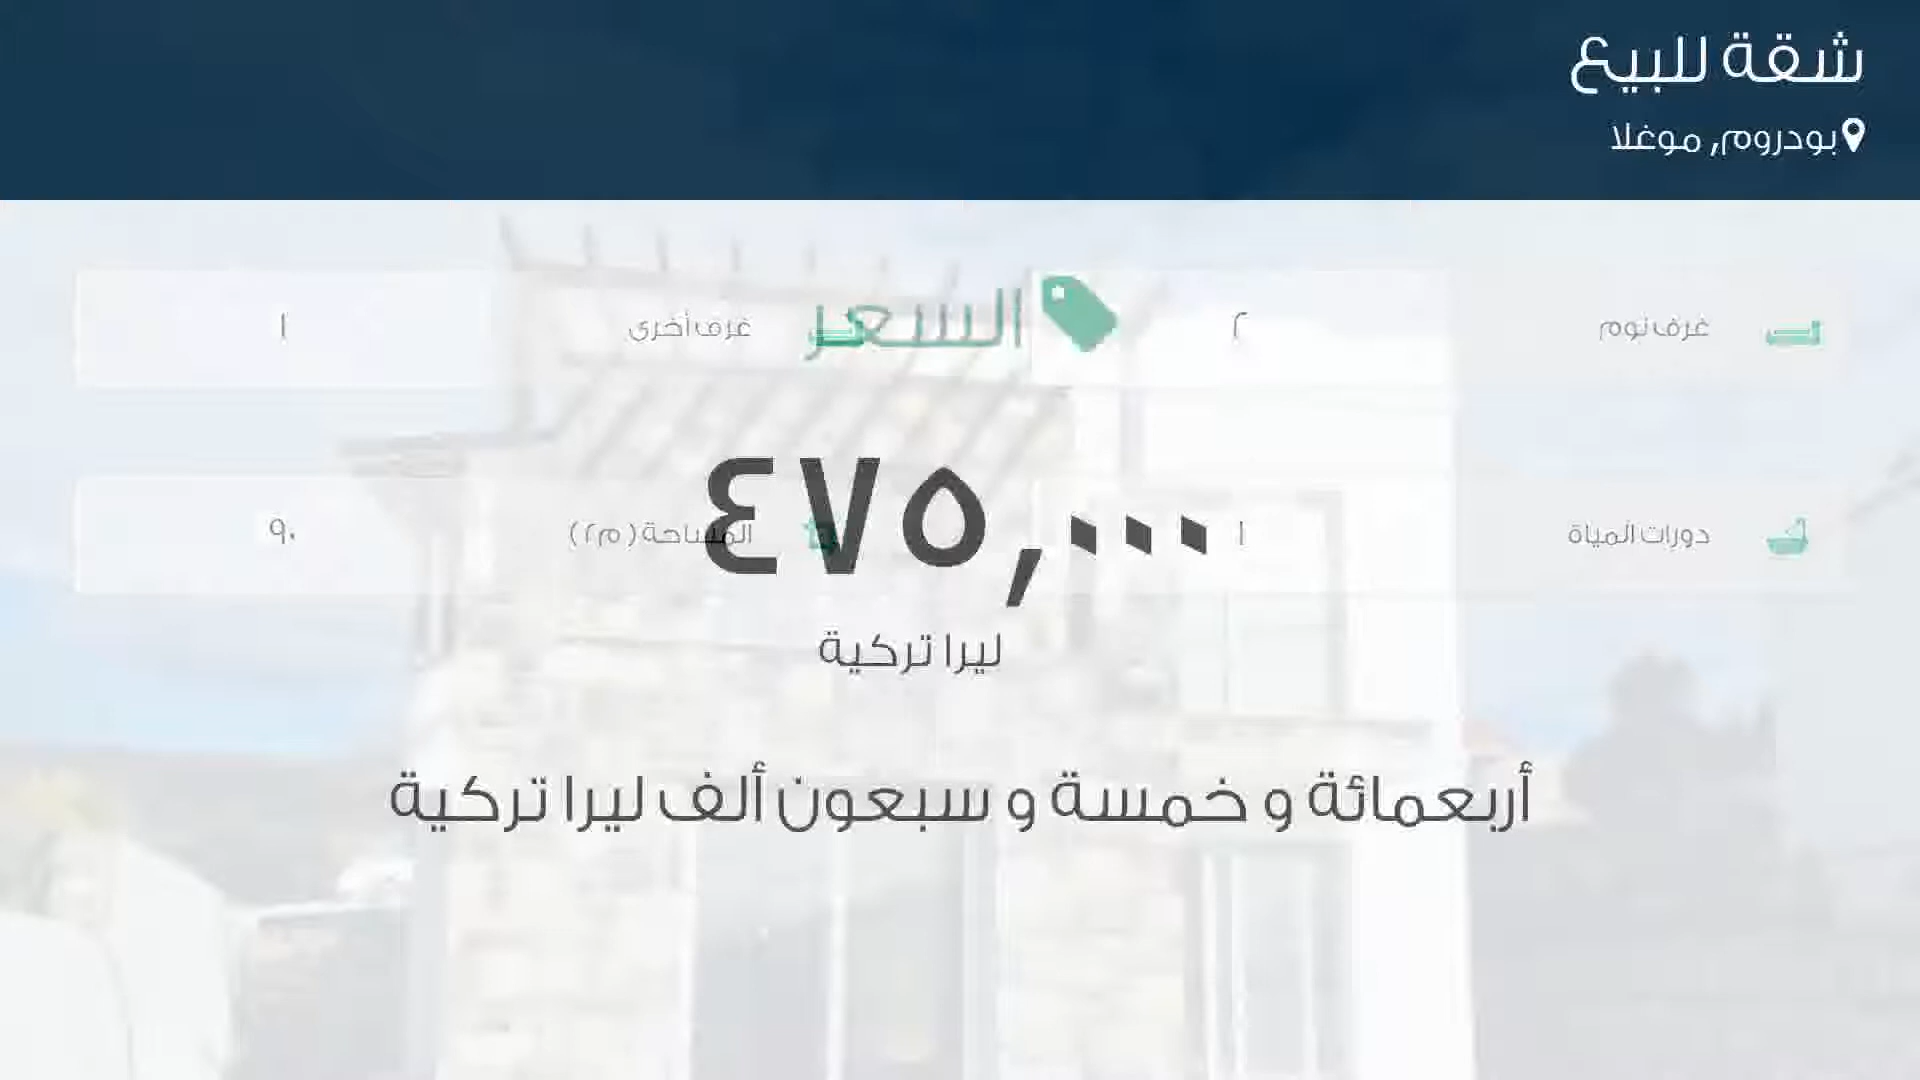 شقة للبيع
بودروم, موغلا
السعر
غرف نوم
٢
غرف أخرى
١
دورات المياة
١
المساحة (م٢)
٩٠
٤٧٥,٠٠٠
ليرا تركية
أربعمائة و خمسة و سبعون ألف ليرا تركية